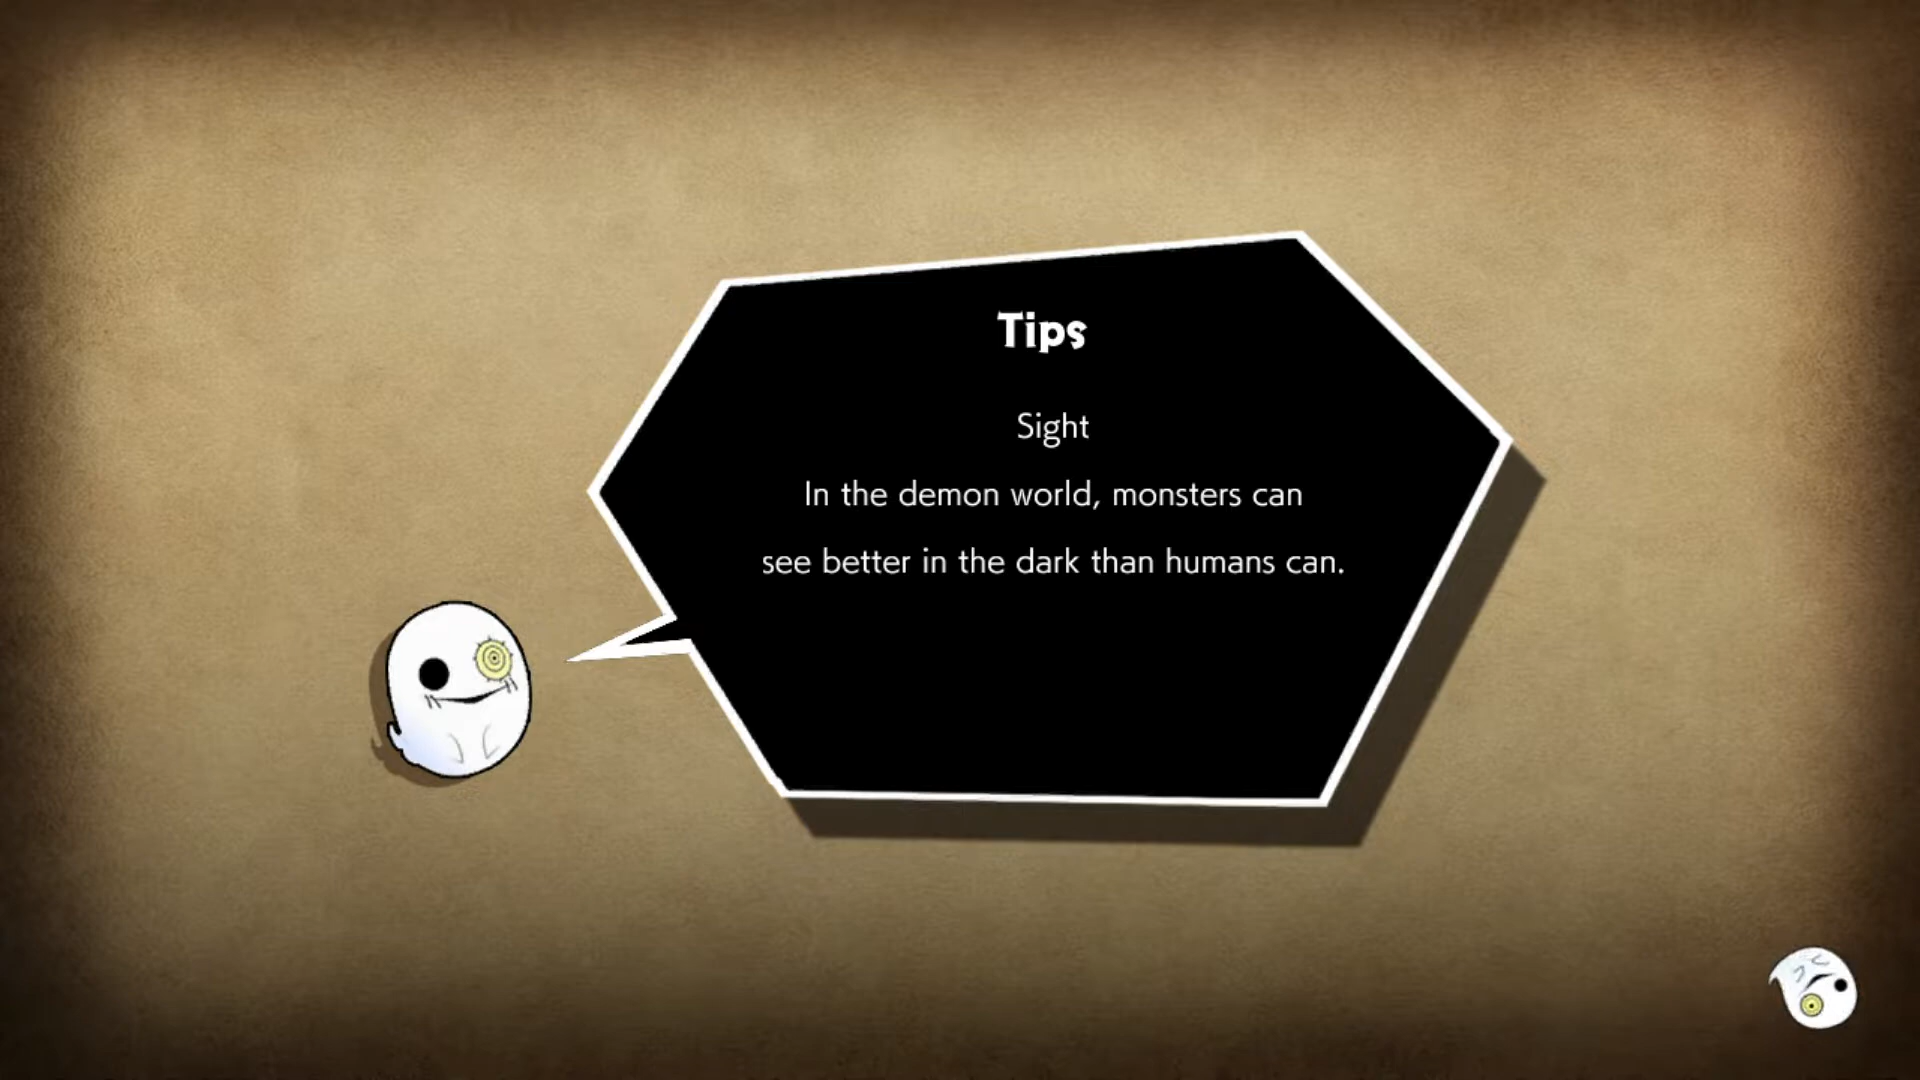 Tips
Sight
In the demon world, monsters can
see better in the dark than humans can.